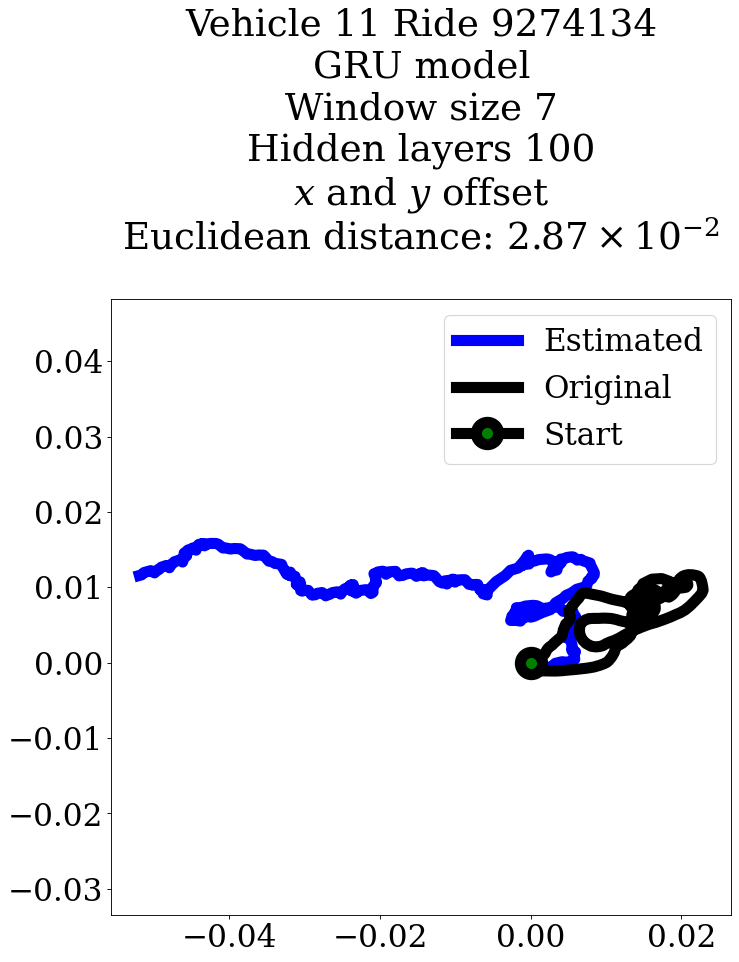 Vehicle 11 Ride 9274134
GRU model
Window size 7
Hidden layers 100
x and y offset
Euclidean distance: 2.87 × 10⁻²
Estimated
Original
Start
0.04
0.03
0.02
0.01
0.00
−0.01
−0.02
−0.03
−0.04 −0.02 0.00 0.02